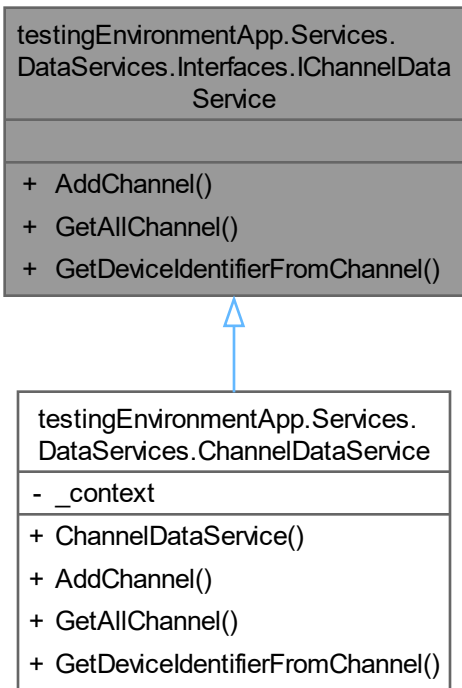 testingEnvironmentApp.Services.
DataServices.Interfaces.IChannelData
Service
+ AddChannel()
+ GetAllChannel()
+ GetDeviceIdentifierFromChannel()
testingEnvironmentApp.Services.
DataServices.ChannelDataService
- _context
+ ChannelDataService()
+ AddChannel()
+ GetAllChannel()
+ GetDeviceIdentifierFromChannel()